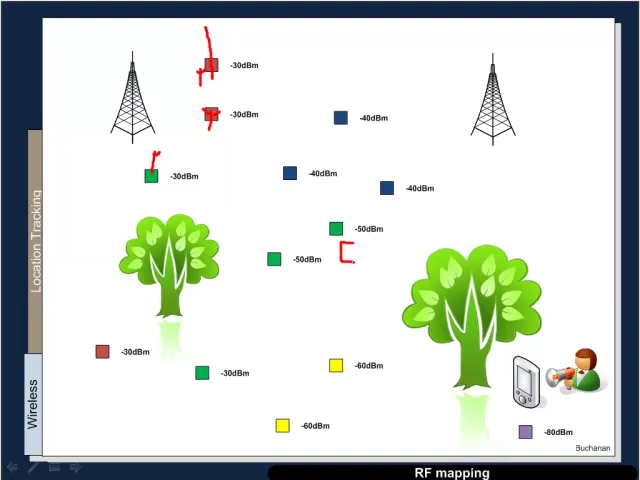 -30dBm
-30dBm
-40dBm
-40dBm
-30dBm
-40dBm
-50dBm
-50dBm
-30dBm
-60dBm
-30dBm
-60dBm
-80dBm
Buchanan
Location Tracking
Wireless
RF mapping